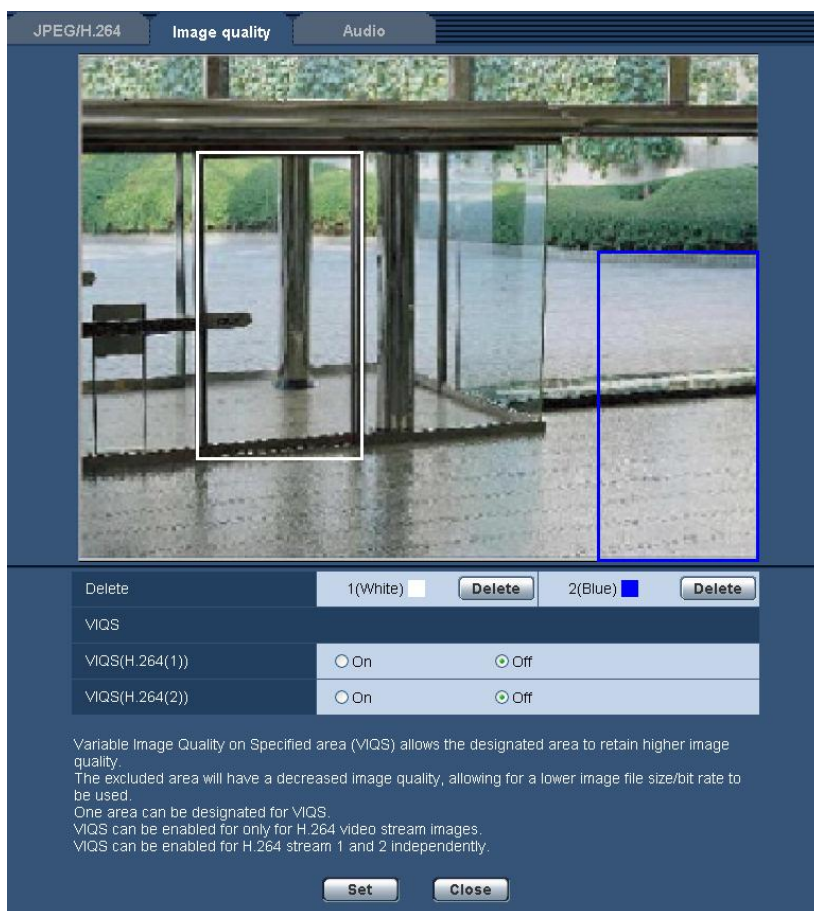 JPEG/H.264 Image quality Audio
Delete 1(White) Delete 2(Blue) Delete
VIQS
VIQS(H.264(1)) On Off
VIQS(H.264(2)) On Off
Variable Image Quality on Specified area (VIQS) allows the designated area to retain higher image
quality.
The excluded area will have a decreased image quality, allowing for a lower image file size/bit rate to
be used.
One area can be designated for VIQS.
VIQS can be enabled for only for H.264 video stream images.
VIQS can be enabled for H.264 stream 1 and 2 independently.
Set Close